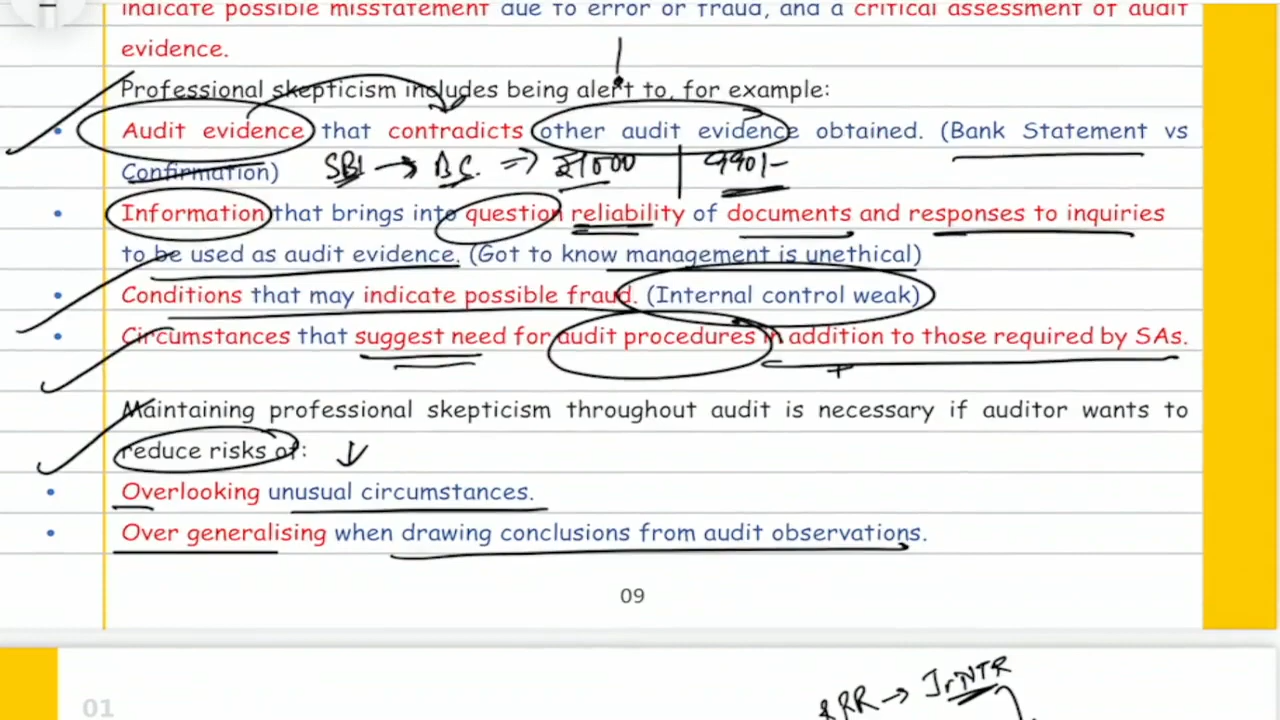 indicate possible misstatement due to error or fraud, and a critical assessment of audit
evidence.
Professional skepticism includes being alert to, for example:
• Audit evidence that contradicts other audit evidence obtained. (Bank Statement vs
Confirmation) SBI → B.C. ⇒ ₹1000 | 990/-
• Information that brings into question reliability of documents and responses to inquiries
to be used as audit evidence. (Got to know management is unethical)
• Conditions that may indicate possible fraud. (Internal control weak)
• Circumstances that suggest need for audit procedures in addition to those required by SAs.
+
Maintaining professional skepticism throughout audit is necessary if auditor wants to
reduce risks of: ↓
• Overlooking unusual circumstances.
• Over generalising when drawing conclusions from audit observations.
09
RRR → Jr NTR
01